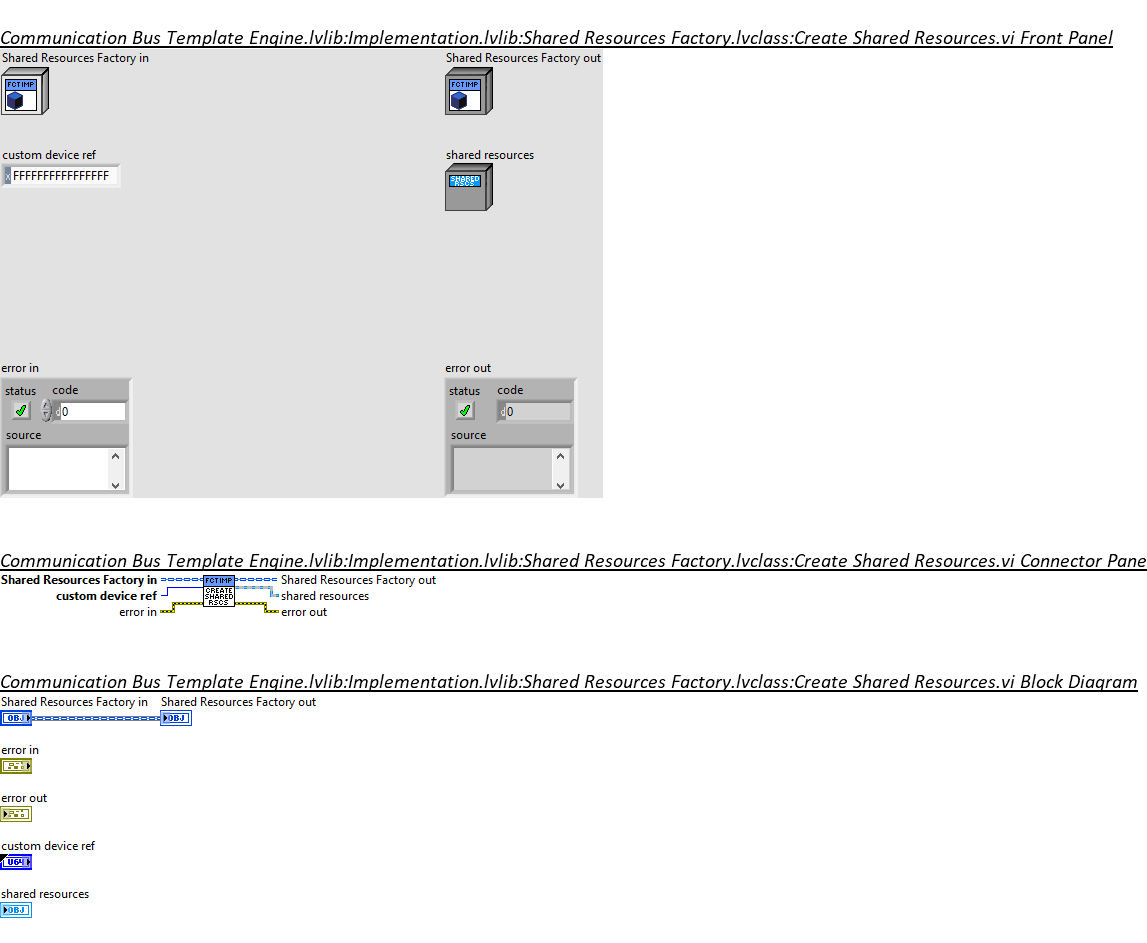 Communication Bus Template Engine.lvlib:Implementation.lvlib:Shared Resources Factory.lvclass:Create Shared Resources.vi Front Panel
Shared Resources Factory in
Shared Resources Factory out
FCT IMP
FCT IMP
custom device ref
shared resources
x FFFFFFFFFFFFFFFF
SHARED
RSCS
error in
error out
status code
status code
d 0
d 0
source
source
Communication Bus Template Engine.lvlib:Implementation.lvlib:Shared Resources Factory.lvclass:Create Shared Resources.vi Connector Pane
Shared Resources Factory in FCT IMP Shared Resources Factory out
custom device ref CREATE SHARED RSCS shared resources
error in error out
Communication Bus Template Engine.lvlib:Implementation.lvlib:Shared Resources Factory.lvclass:Create Shared Resources.vi Block Diagram
Shared Resources Factory in Shared Resources Factory out
OBJ OBJ
error in
error out
custom device ref
U64
shared resources
OBJ